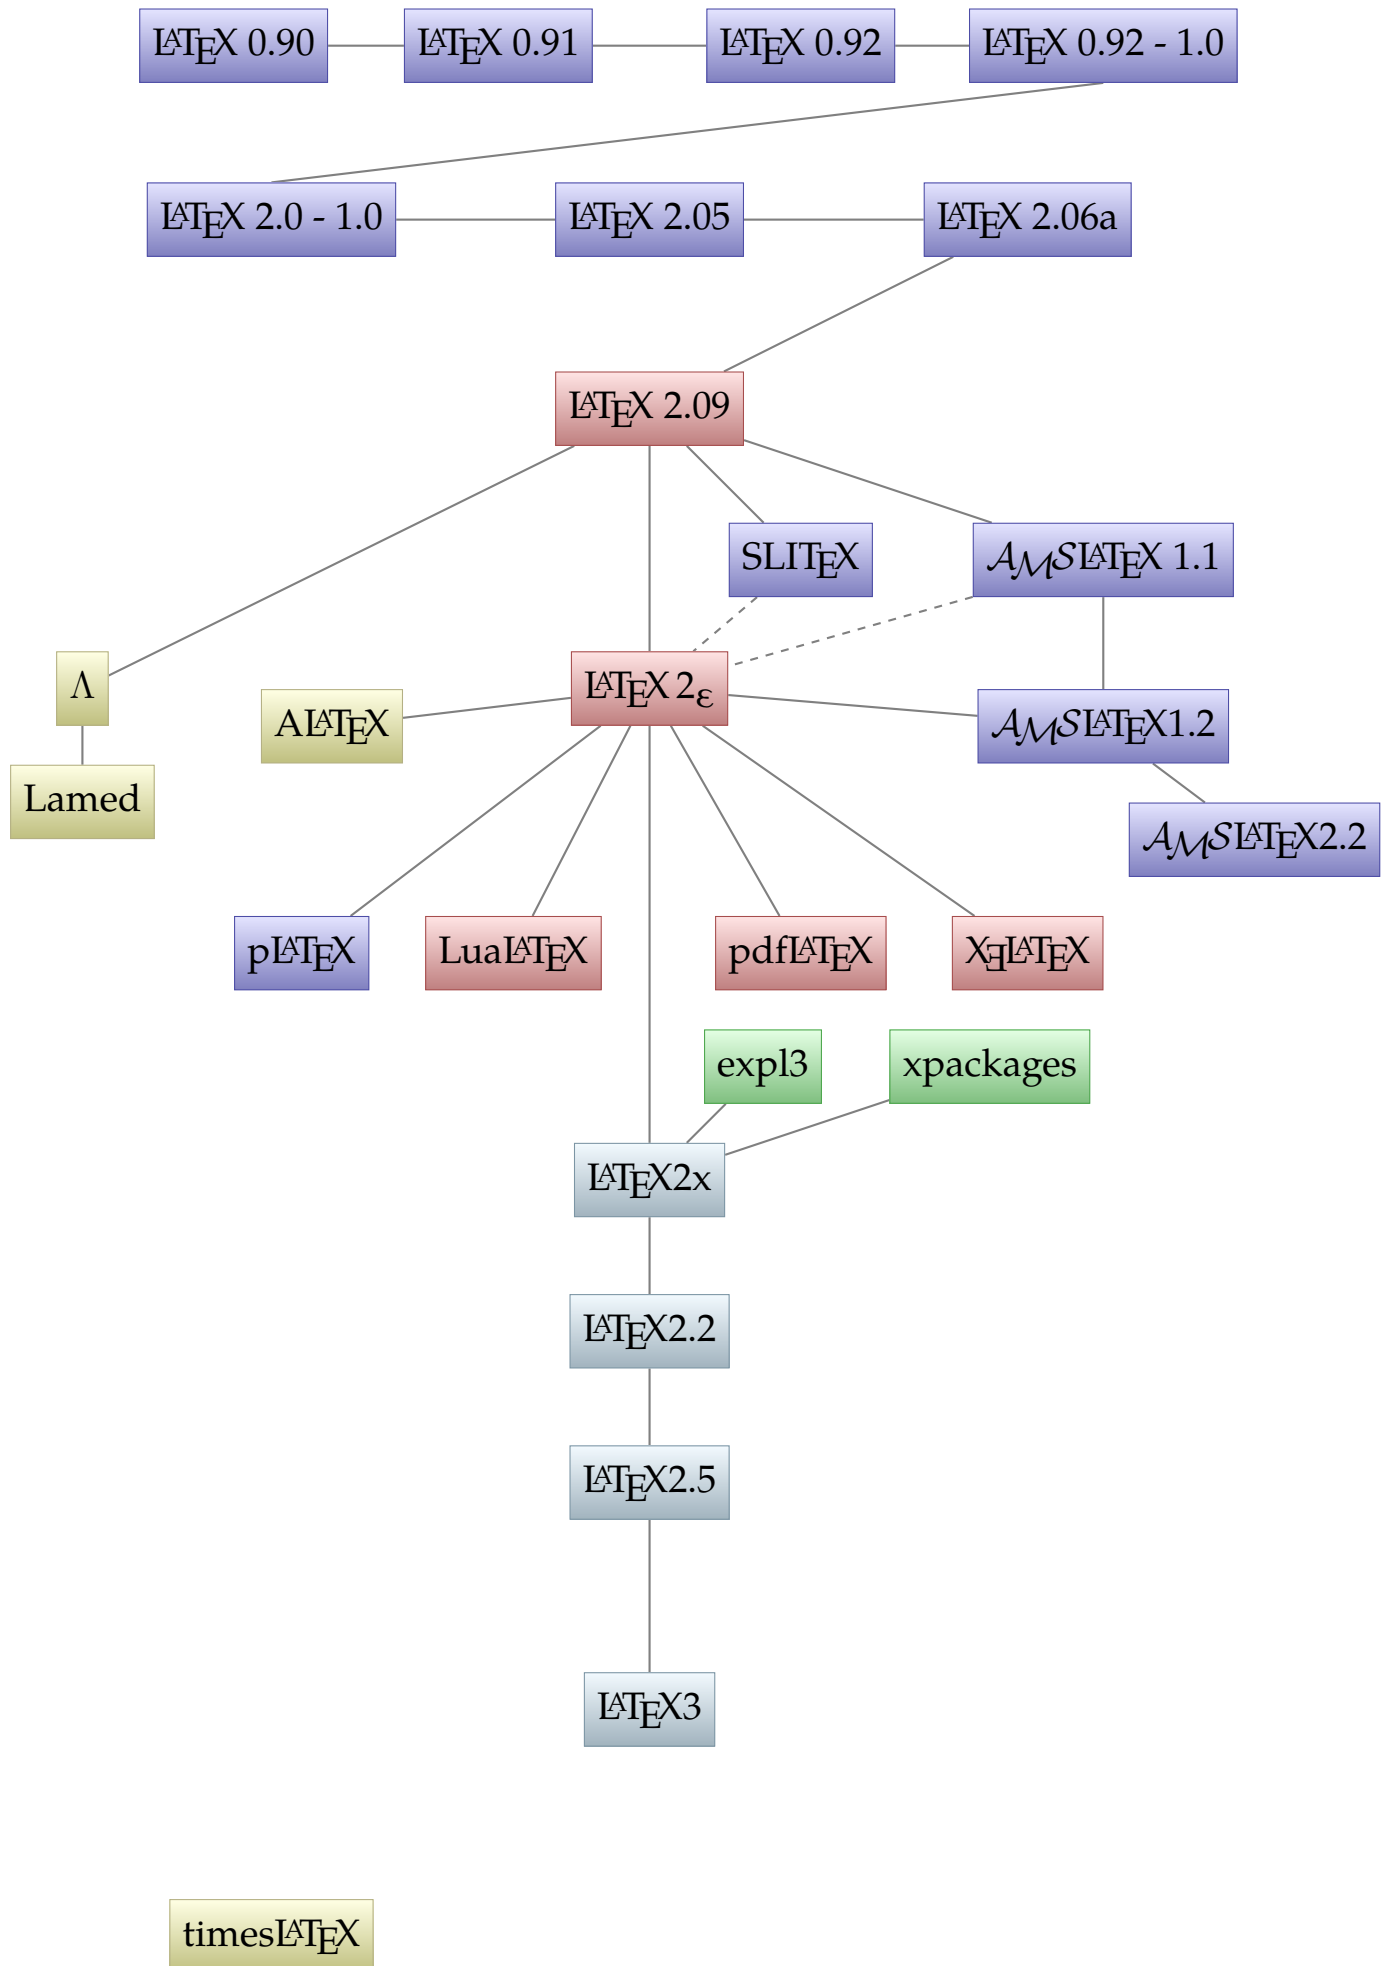 LATEX 0.90 LATEX 0.91 LATEX 0.92 LATEX 0.92 - 1.0
LATEX 2.0 - 1.0 LATEX 2.05 LATEX 2.06a
LATEX 2.09
SLITEX AMSLATEX 1.1
Λ LATEX 2ε
ALATEX AMSLATEX1.2
Lamed
AMSLATEX2.2
pLATEX LuaLATEX pdfLATEX XƎLATEX
expl3 xpackages
LATEX2x
LATEX2.2
LATEX2.5
LATEX3
timesLATEX